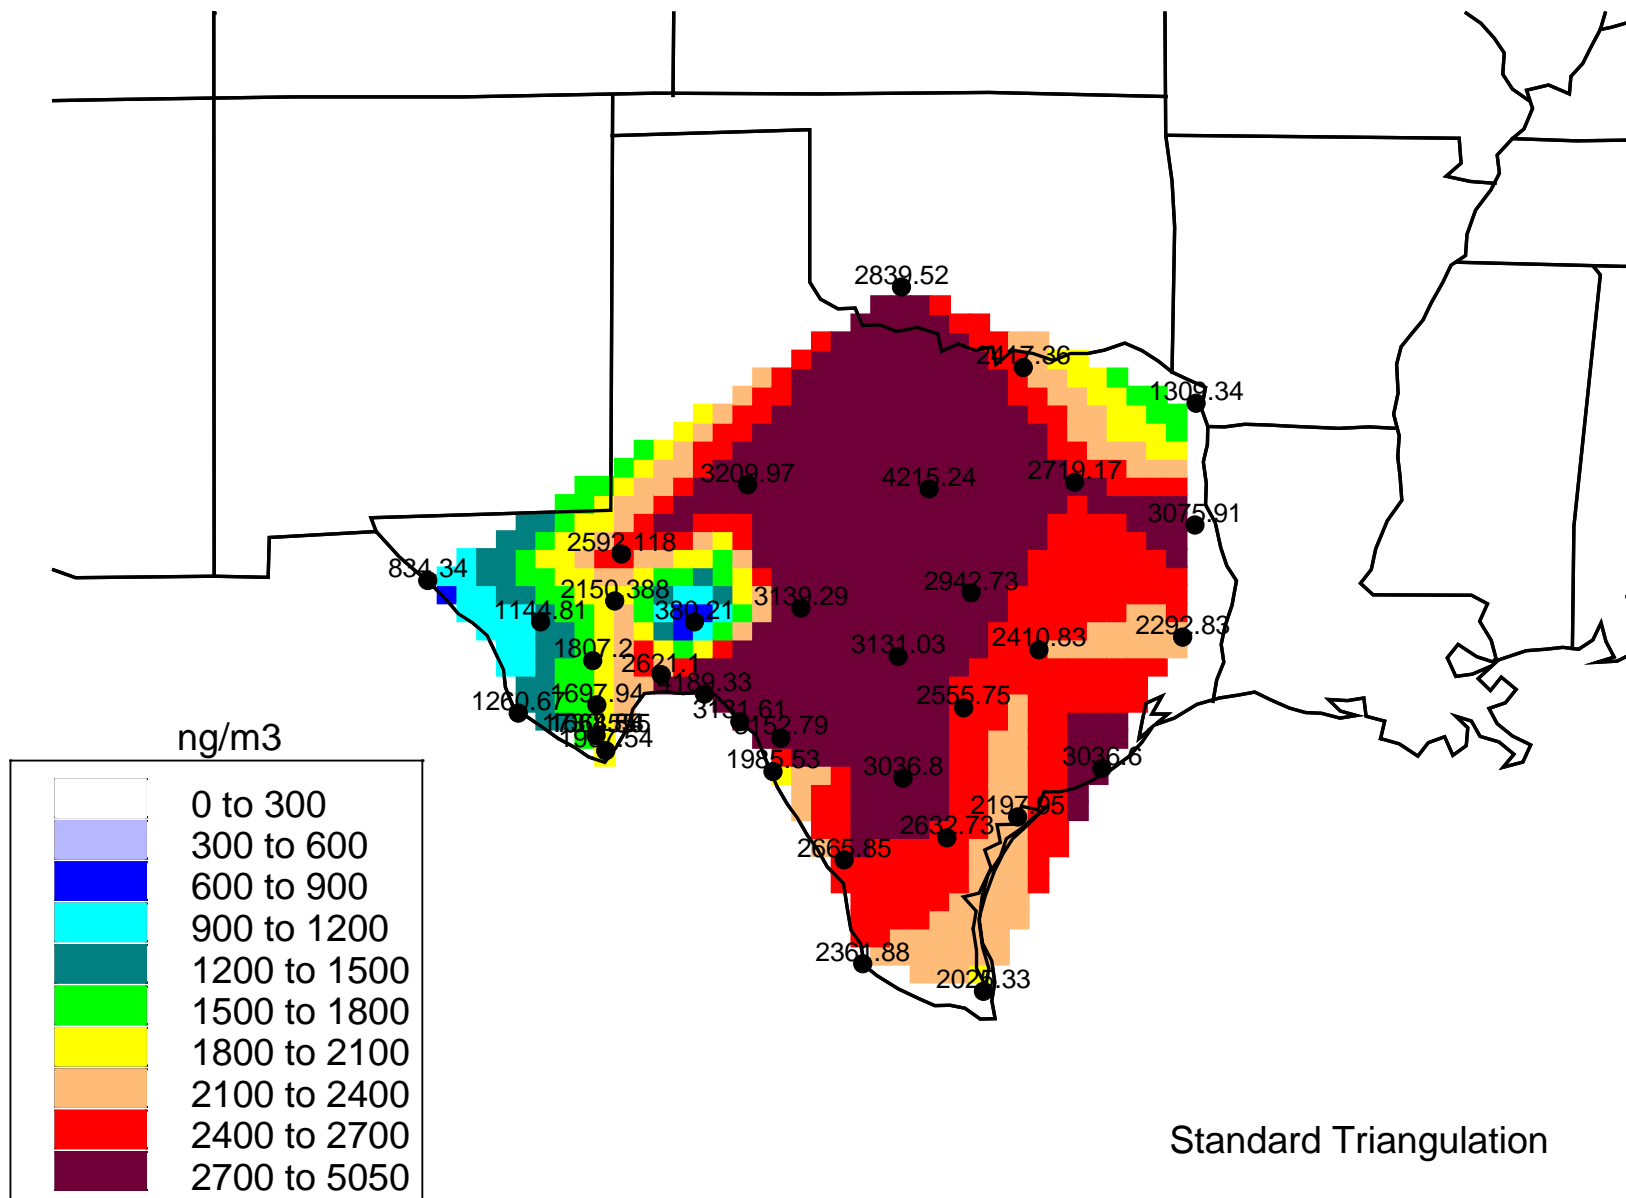 2839.52
2417.36
1309.34
3209.97
4215.24
2719.17
3075.91
2592.118
834.34
2150.388
1144.81
380.21
3139.29
2942.73
2292.83
2410.83
3131.03
1807.2
2621.1
4189.33
1697.94
1260.67
2555.75
3131.61
3152.79
1985.53
3036.8
3036.6
2197.95
2632.73
2665.85
2361.88
2025.33
ng/m3
0 to 300
300 to 600
600 to 900
900 to 1200
1200 to 1500
1500 to 1800
1800 to 2100
2100 to 2400
2400 to 2700
2700 to 5050
Standard Triangulation